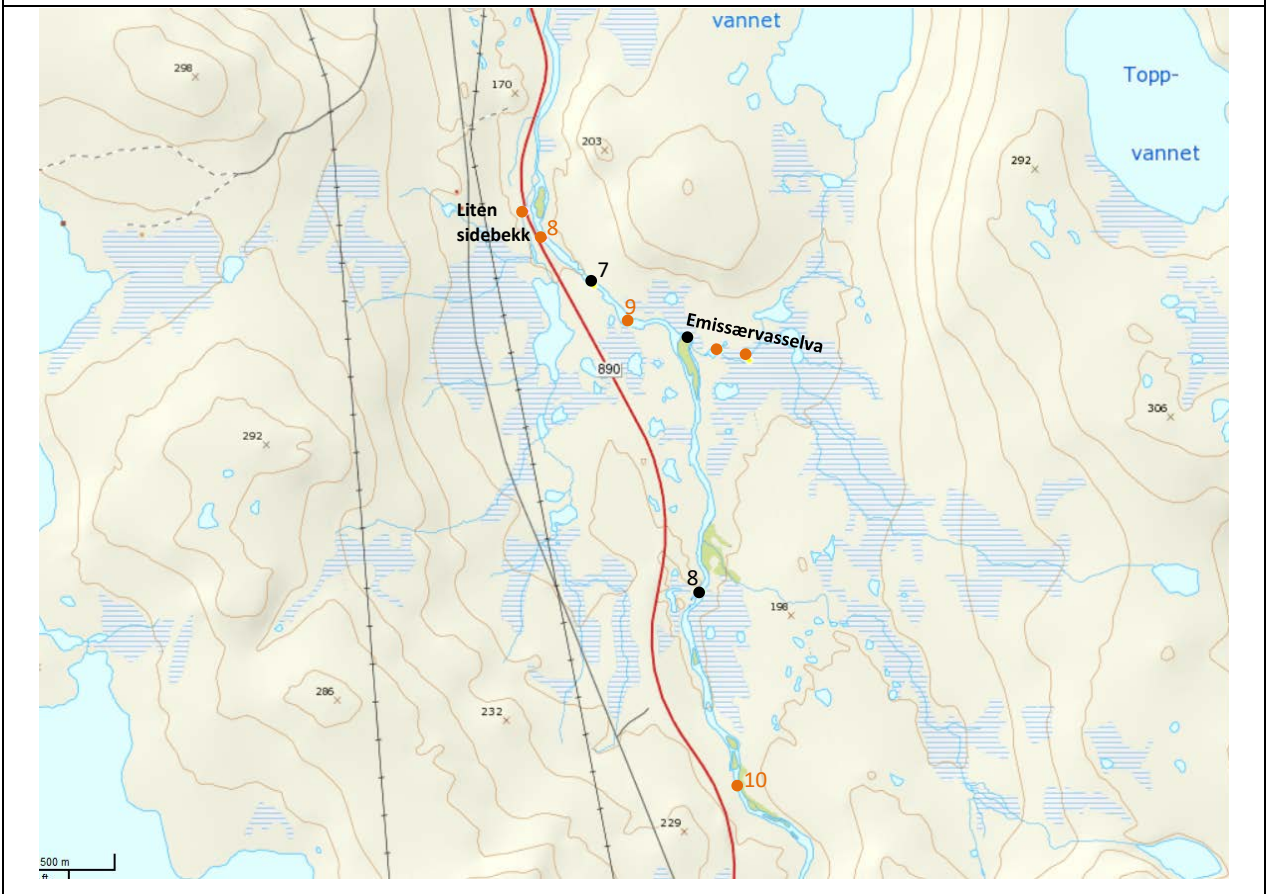 vannet
Topp-
vannet
298
170
203
292
Liten
sidebekk
8
7
9
Emissærvasselva
890
306
292
8
198
286
232
10
229
500 m
ft